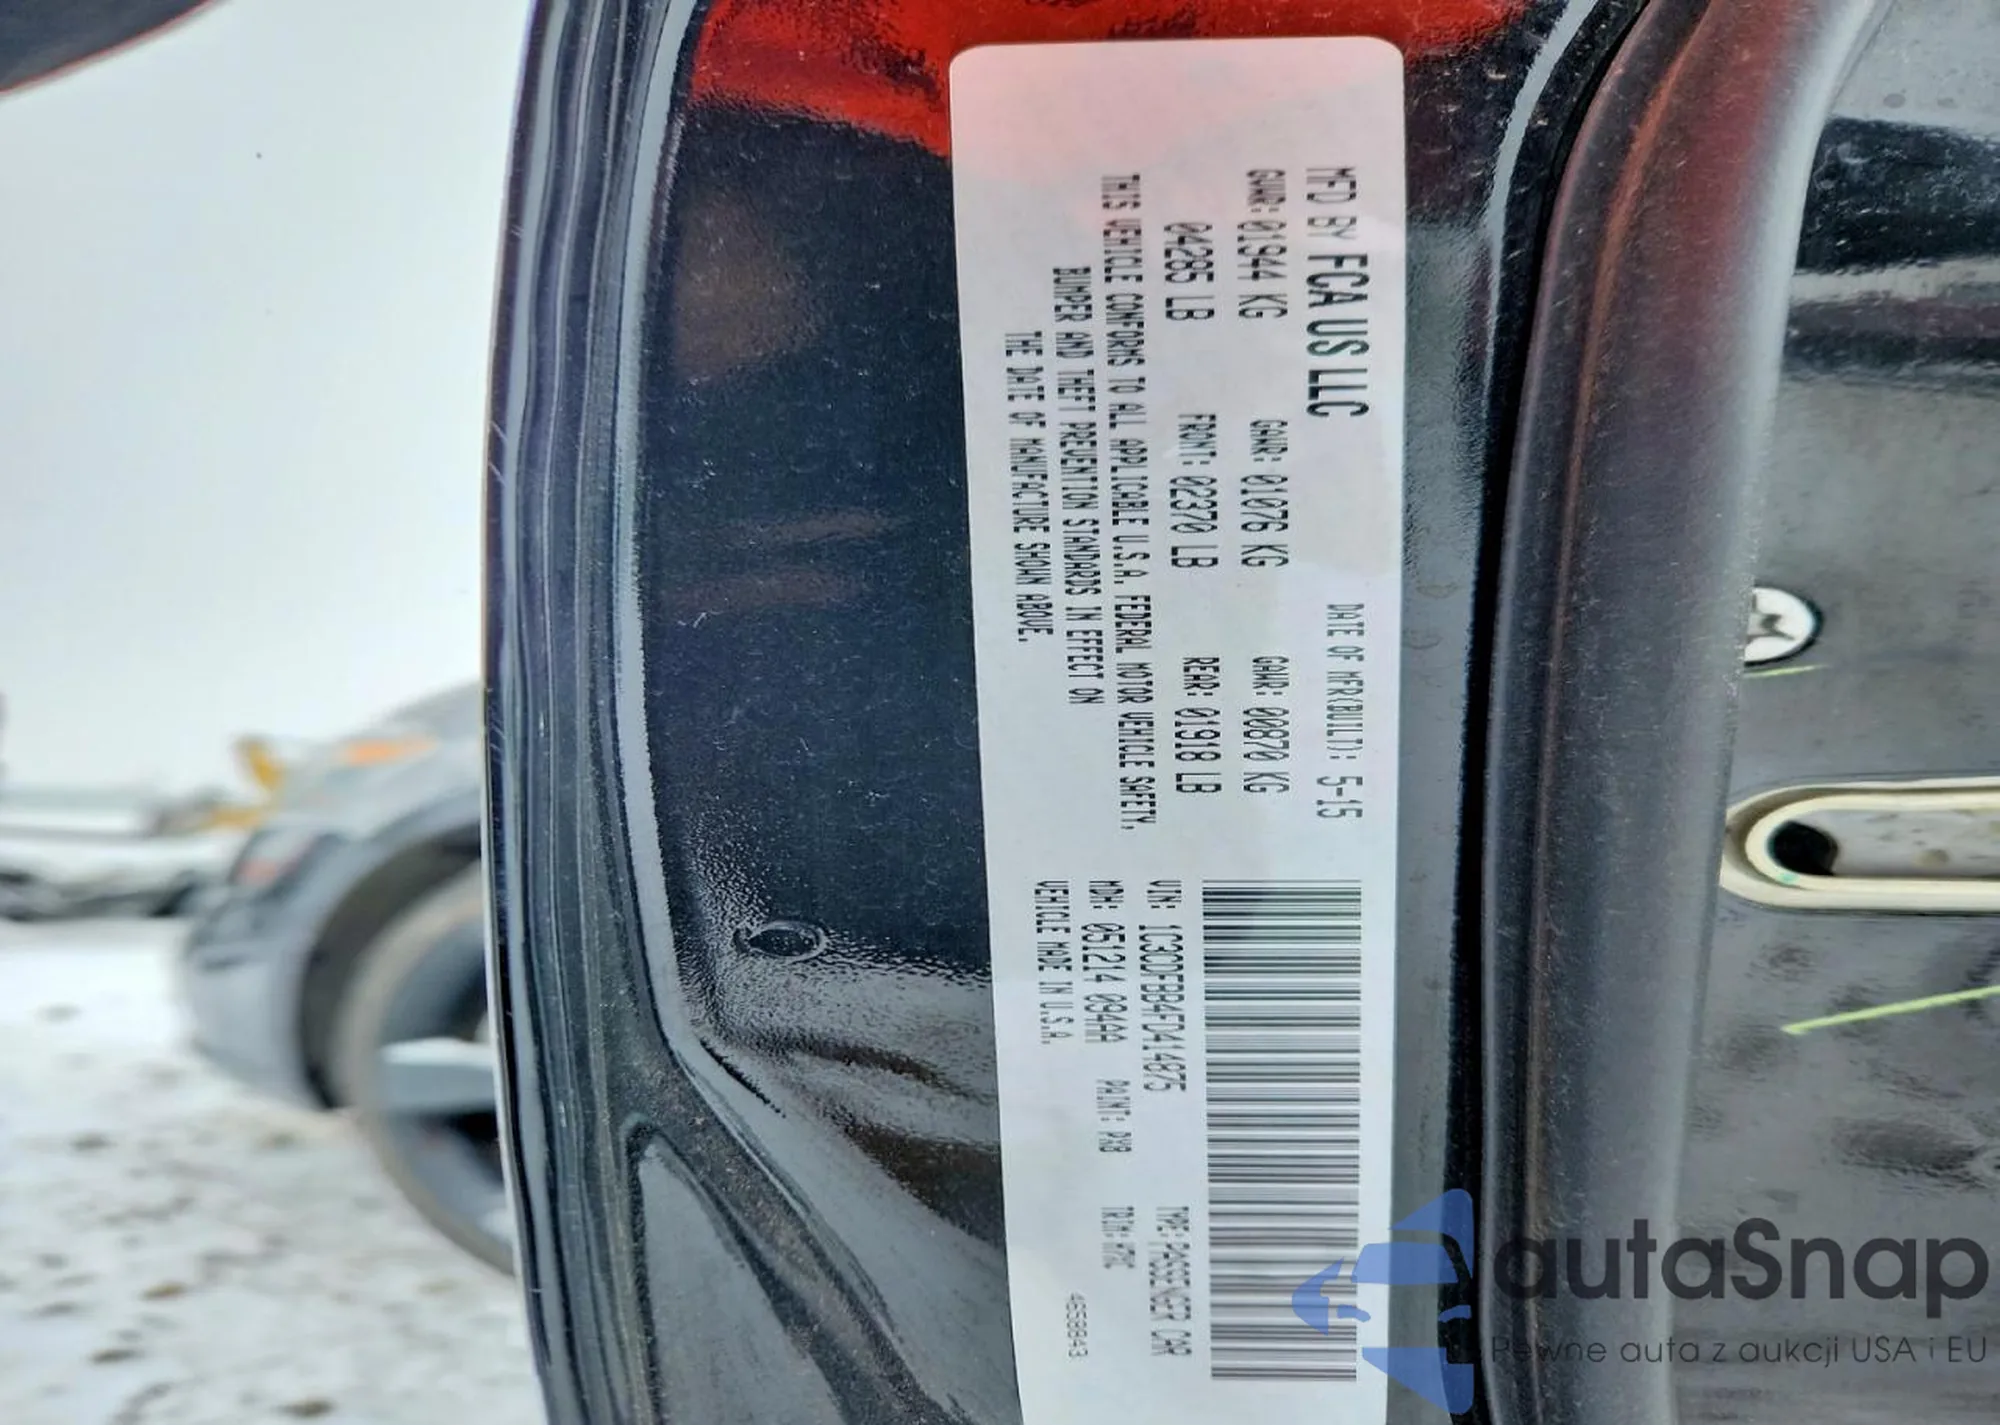 MFD BY FCA US LLC DATE OF MFR(BUILT): 5-15
GVWR: 01944 KG GAWR: 01076 KG GAWR: 00870 KG
04285 LB FRONT: 02370 LB REAR: 01918 LB
THIS VEHICLE CONFORMS TO ALL APPLICABLE U.S.A. FEDERAL MOTOR VEHICLE SAFETY,
BUMPER AND THEFT PREVENTION STANDARDS IN EFFECT ON
THE DATE OF MANUFACTURE SHOWN ABOVE.
VIN: 1C3CDFBB4FD414875 TYPE: PASSENGER CAR
MDH: 051214 094AA PAINT: PX8 TRIM:
VEHICLE MADE IN U.S.A. 4658843
autaSnap
Pewne auta z aukcji USA i EU